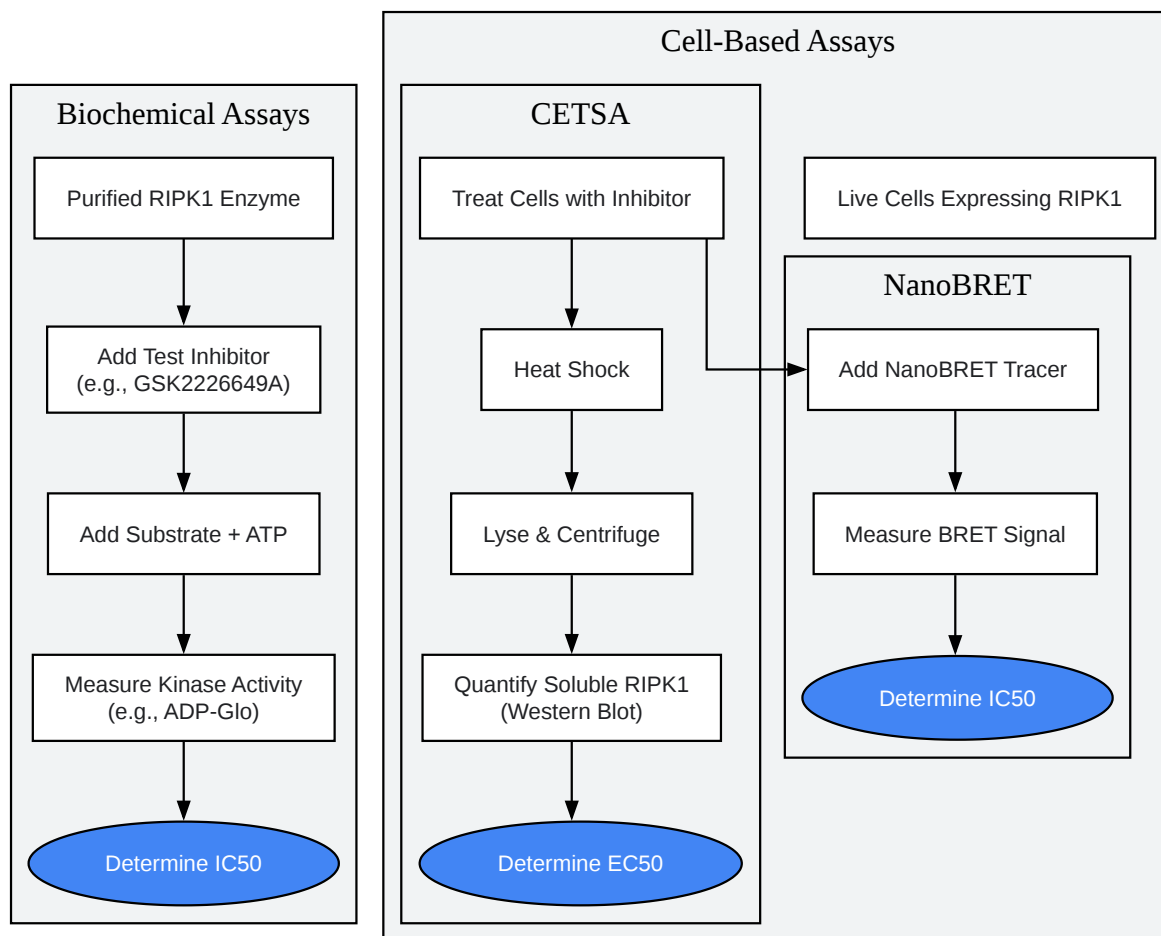 Cell-Based Assays
Biochemical Assays
Purified RIPK1 Enzyme
Add Test Inhibitor
(e.g., GSK2226649A)
Add Substrate + ATP
Measure Kinase Activity
(e.g., ADP-Glo)
Determine IC50
CETSA
Treat Cells with Inhibitor
Heat Shock
Lyse & Centrifuge
Quantify Soluble RIPK1
(Western Blot)
Determine EC50
Live Cells Expressing RIPK1
NanoBRET
Add NanoBRET Tracer
Measure BRET Signal
Determine IC50